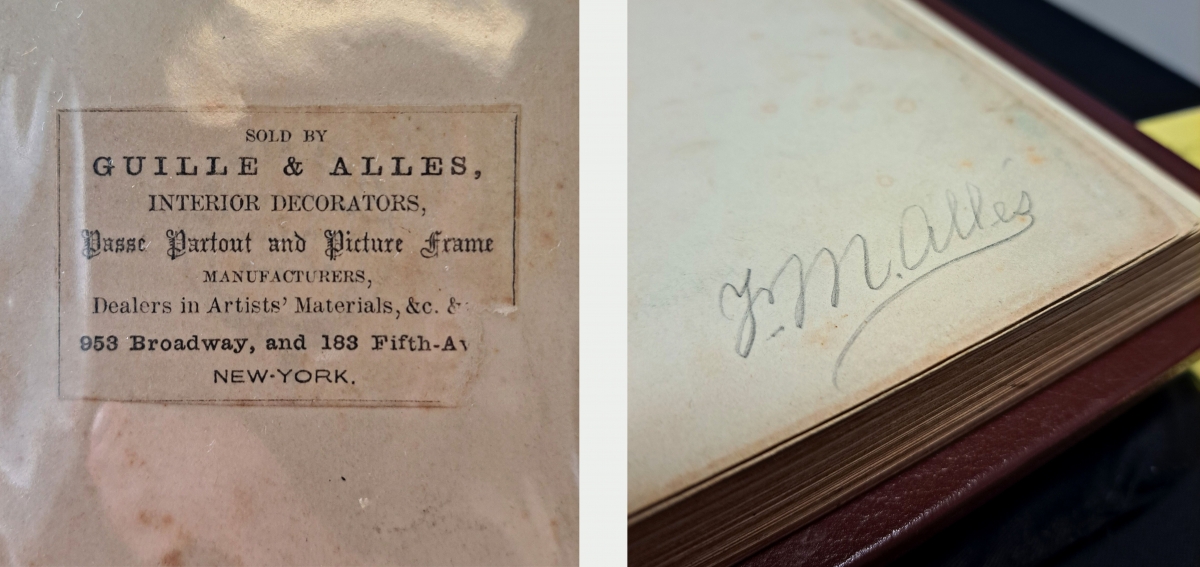 SOLD BY
GUILLE & ALLES,
INTERIOR DECORATORS,
Passe Partout and Picture Frame
MANUFACTURERS,
Dealers in Artists' Materials, &c. &
953 Broadway, and 183 Fifth-Av
NEW-YORK.
M. Allés